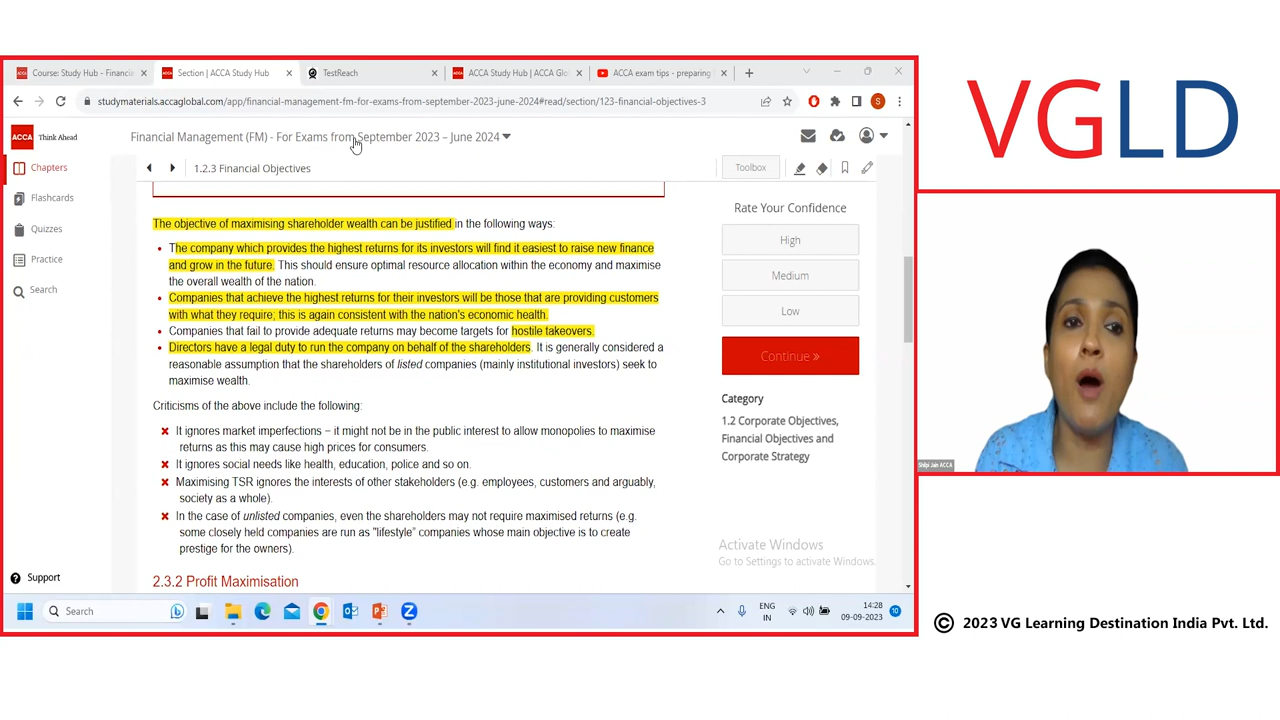 Course: Study Hub - Financin
Section | ACCA Study Hub
TestReach
ACCA Study Hub | ACCA Glo
ACCA exam tips - preparing
studymaterials.accaglobal.com/app/financial-management-fm-for-exams-from-september-2023-june-2024#read/section/123-financial-objectives-3
S
ACCA
Think Ahead
Financial Management (FM) - For Exams from September 2023 – June 2024
Chapters
Flashcards
Quizzes
Practice
Search
Support
1.2.3 Financial Objectives
Toolbox
The objective of maximising shareholder wealth can be justified in the following ways:
• The company which provides the highest returns for its investors will find it easiest to raise new finance
and grow in the future. This should ensure optimal resource allocation within the economy and maximise
the overall wealth of the nation.
• Companies that achieve the highest returns for their investors will be those that are providing customers
with what they require; this is again consistent with the nation's economic health.
• Companies that fail to provide adequate returns may become targets for hostile takeovers.
• Directors have a legal duty to run the company on behalf of the shareholders. It is generally considered a
reasonable assumption that the shareholders of listed companies (mainly institutional investors) seek to
maximise wealth.
Criticisms of the above include the following:
It ignores market imperfections – it might not be in the public interest to allow monopolies to maximise
returns as this may cause high prices for consumers.
It ignores social needs like health, education, police and so on.
Maximising TSR ignores the interests of other stakeholders (e.g. employees, customers and arguably,
society as a whole).
In the case of unlisted companies, even the shareholders may not require maximised returns (e.g.
some closely held companies are run as "lifestyle" companies whose main objective is to create
prestige for the owners).
2.3.2 Profit Maximisation
Rate Your Confidence
High
Medium
Low
Continue »
Category
1.2 Corporate Objectives,
Financial Objectives and
Corporate Strategy
Activate Windows
Go to Settings to activate Windows.
Search
ENG
IN
14:28
09-09-2023
10
VGLD
Shilpi Jain ACCA
© 2023 VG Learning Destination India Pvt. Ltd.